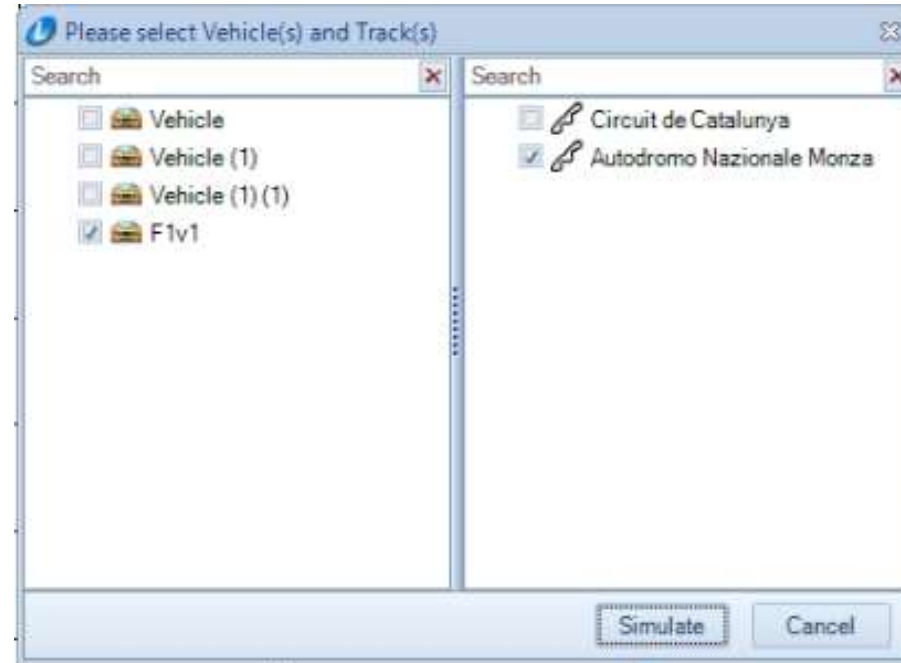 Please select Vehicle(s) and Track(s)
Search
Vehicle
Vehicle (1)
Vehicle (1) (1)
F1v1
Search
Circuit de Catalunya
Autodromo Nazionale Monza
Simulate
Cancel